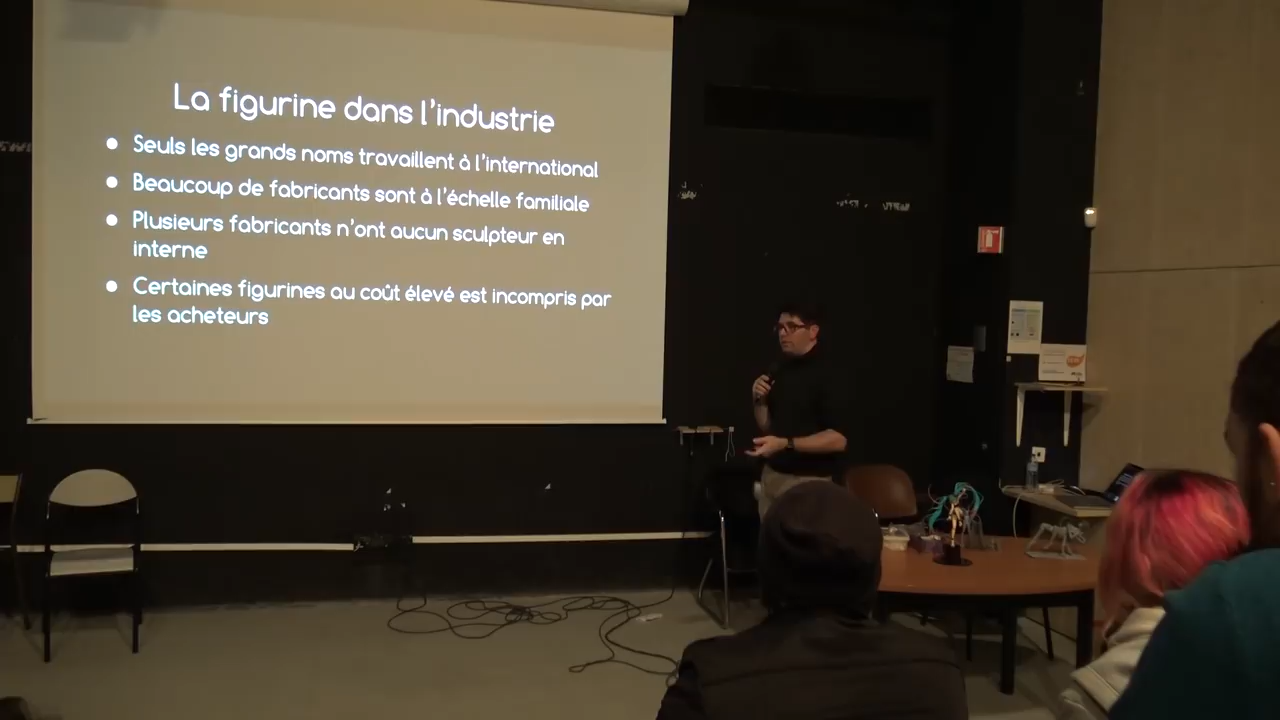 La figurine dans l'industrie
● Seuls les grands noms travaillent à l'international
● Beaucoup de fabricants sont à l'échelle familiale
● Plusieurs fabricants n'ont aucun sculpteur en
interne
● Certaines figurines au coût élevé est incompris par
les acheteurs